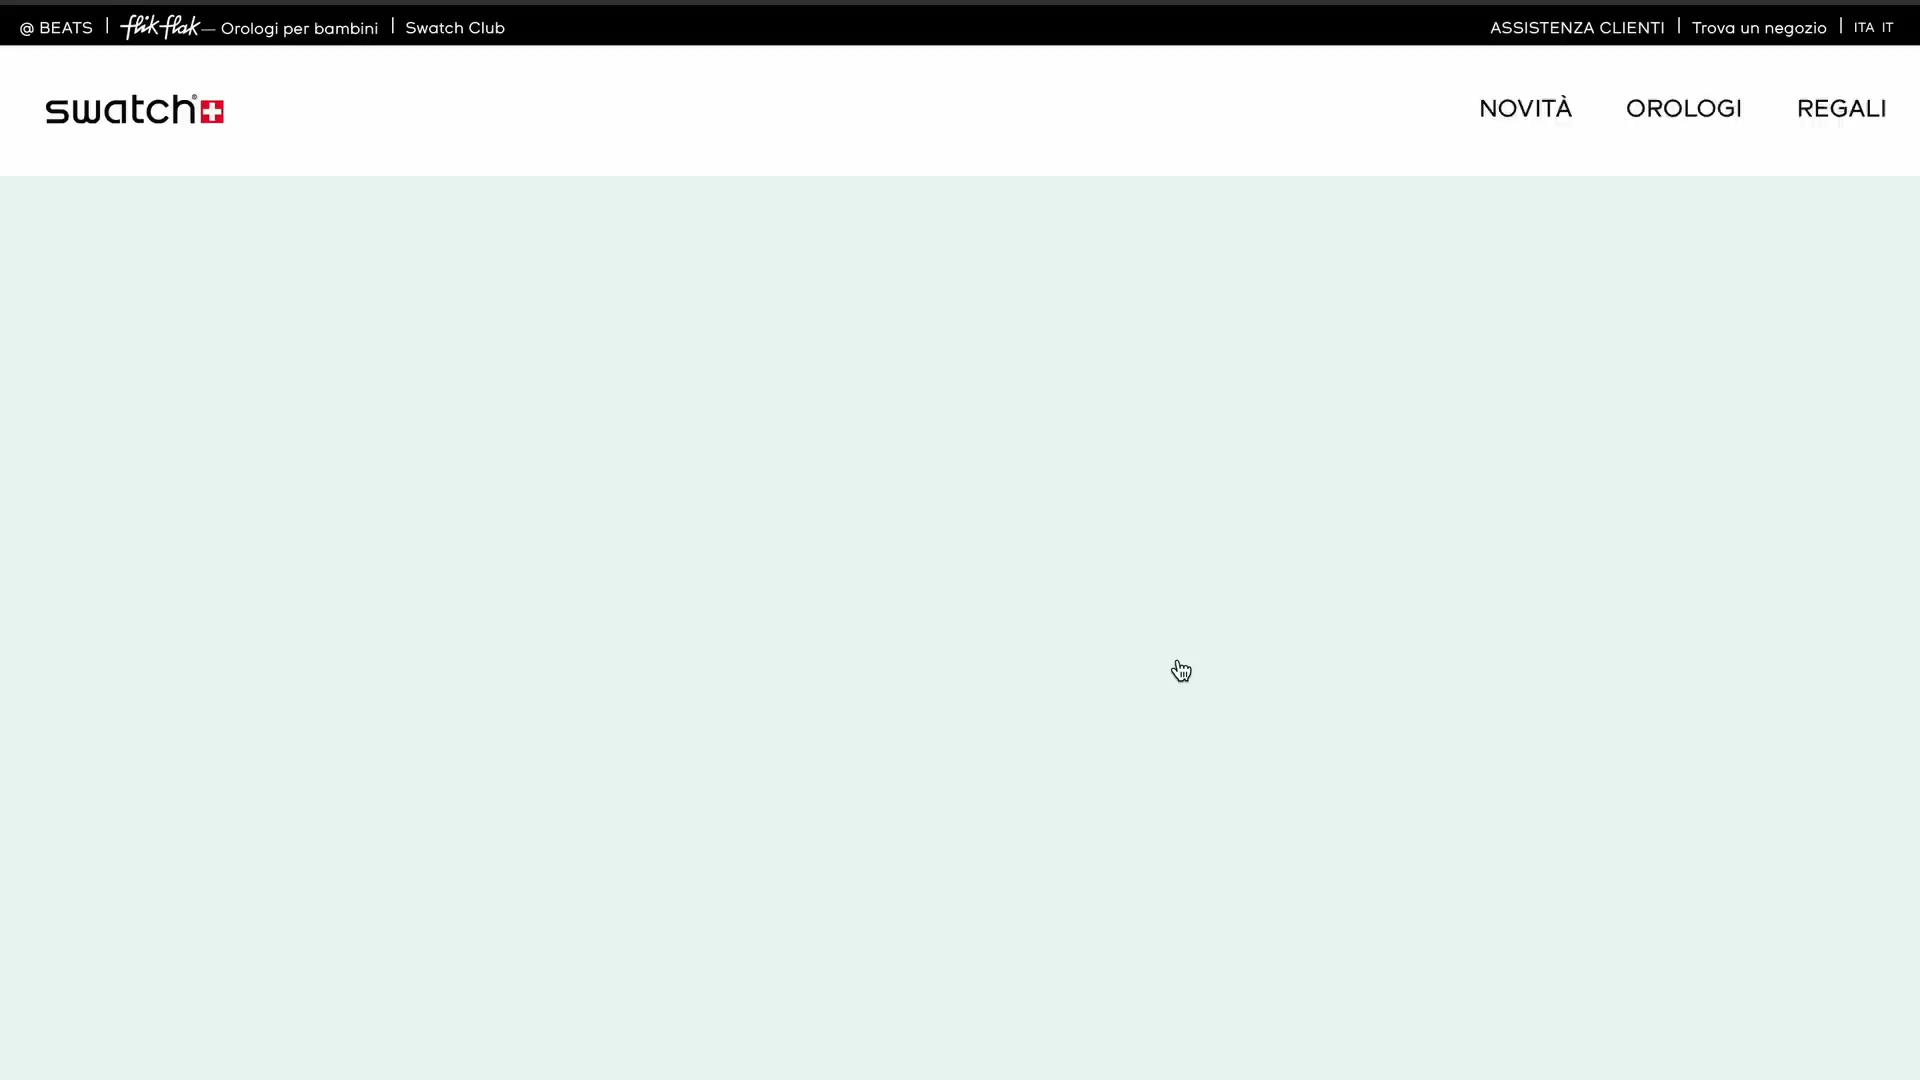 @ BEATS | flik flak — Orologi per bambini | Swatch Club
ASSISTENZA CLIENTI | Trova un negozio | ITA IT
swatch®
NOVITÀ OROLOGI REGALI